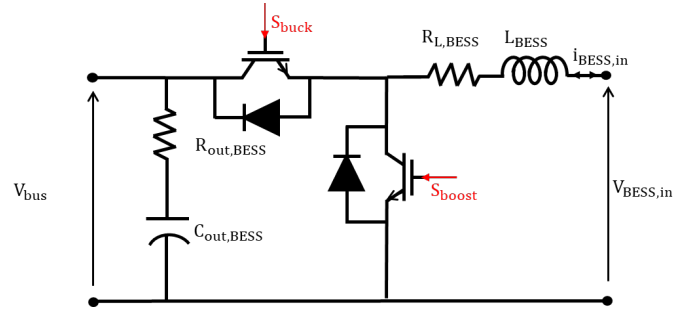 S_buck
R_L,BESS
L_BESS
i_BESS,in
R_out,BESS
V_bus
S_boost
V_BESS,in
C_out,BESS